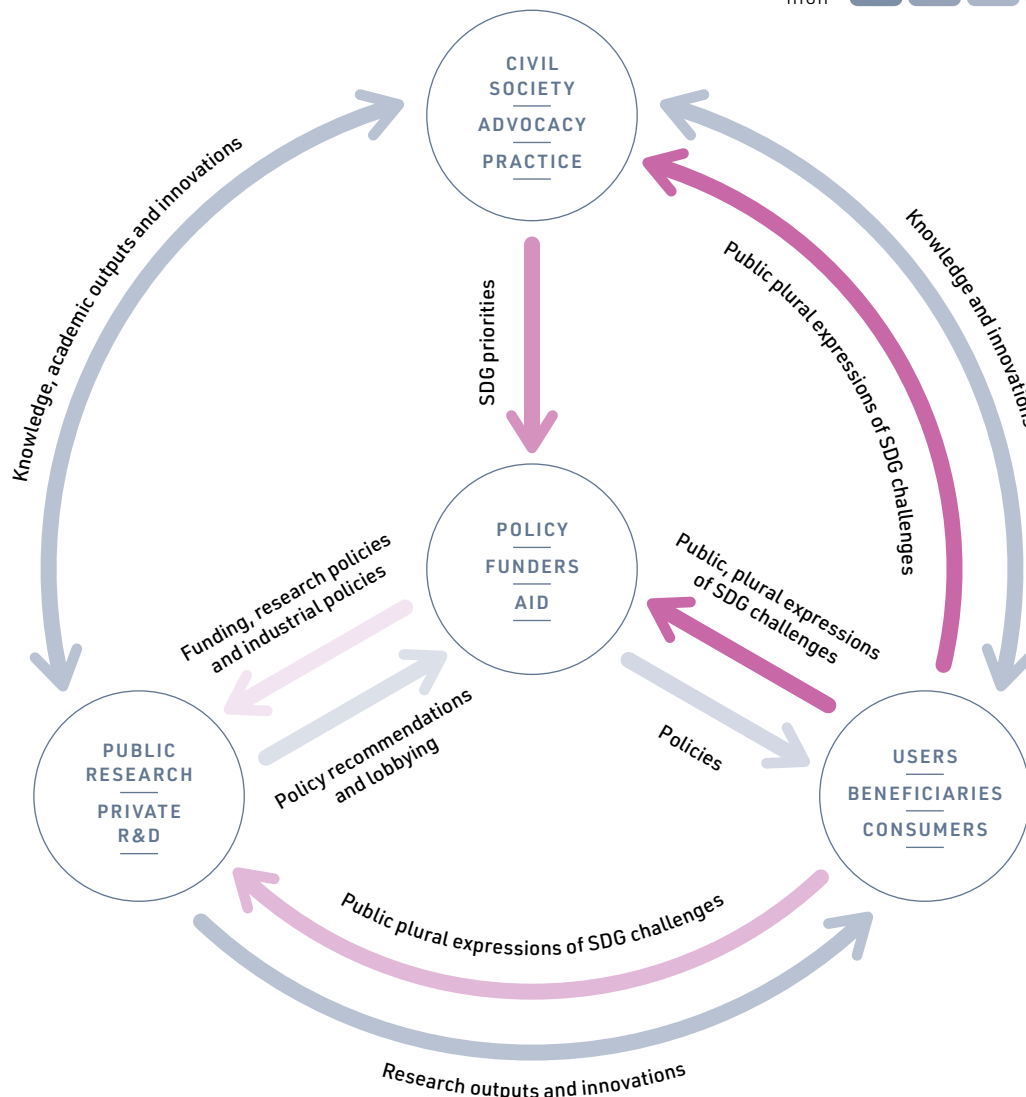 CIVIL
SOCIETY
ADVOCACY
PRACTICE
Knowledge, academic outputs and innovations
Knowledge and innovations
Public plural expressions of SDG challenges
SDG priorities
POLICY
FUNDERS
AID
Funding, research policies
and industrial policies
Policy recommendations
and lobbying
Public, plural expressions
of SDG challenges
Policies
PUBLIC
RESEARCH
PRIVATE
R&D
USERS
BENEFICIARIES
CONSUMERS
Public plural expressions of SDG challenges
Research outputs and innovations